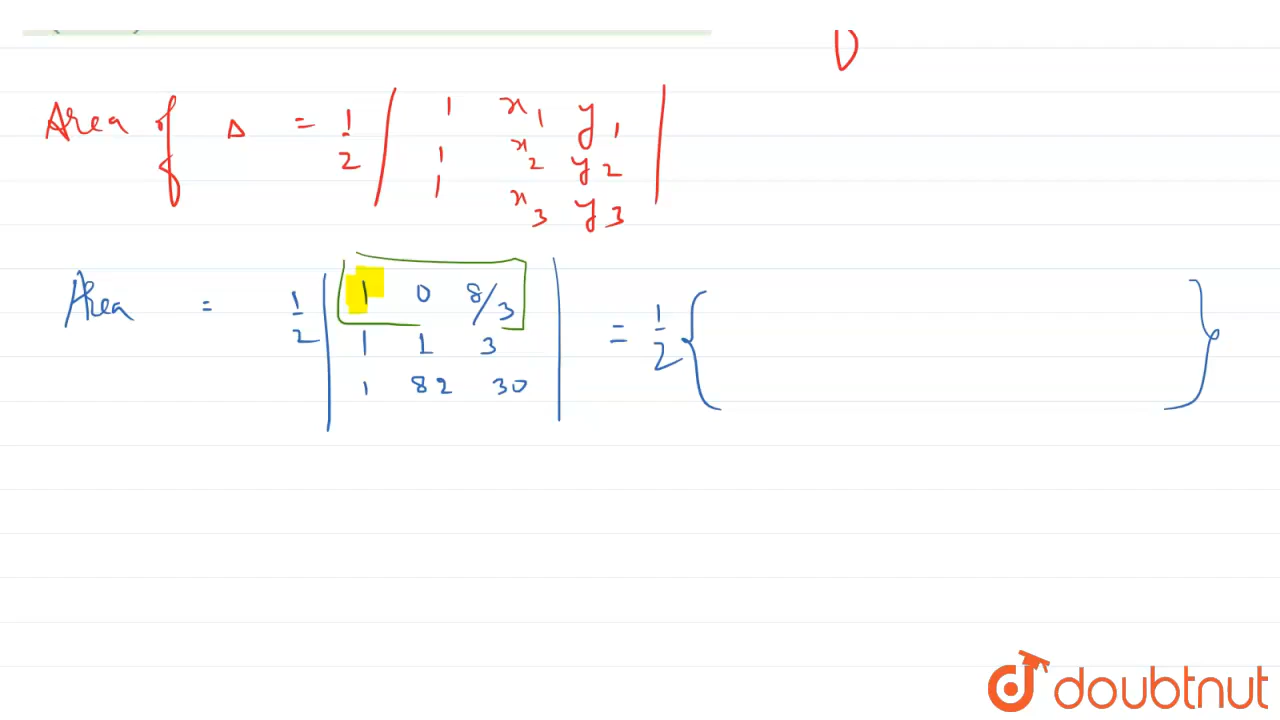 D
Area of Δ = 1/2 | 1 x1 y1
1 x2 y2
1 x3 y3 |
Area = 1/2 | 1 0 8/3
1 1 3
1 82 30 | = 1/2 { }
doubtnut